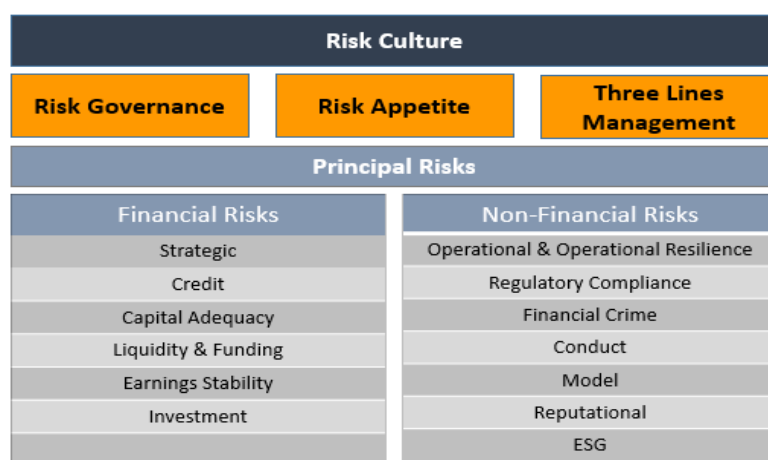 Risk Culture
Risk Governance
Risk Appetite
Three Lines
Management
Principal Risks
Financial Risks
Strategic
Credit
Capital Adequacy
Liquidity & Funding
Earnings Stability
Investment
Non-Financial Risks
Operational & Operational Resilience
Regulatory Compliance
Financial Crime
Conduct
Model
Reputational
ESG